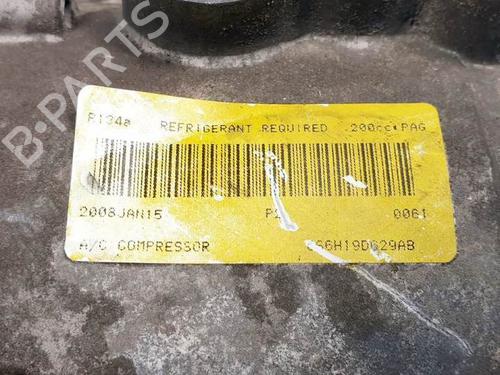 B-PARTS
R134a REFRIGERANT REQUIRED 200cc*PAG
2008JAN15 0061
A/C COMPRESSOR